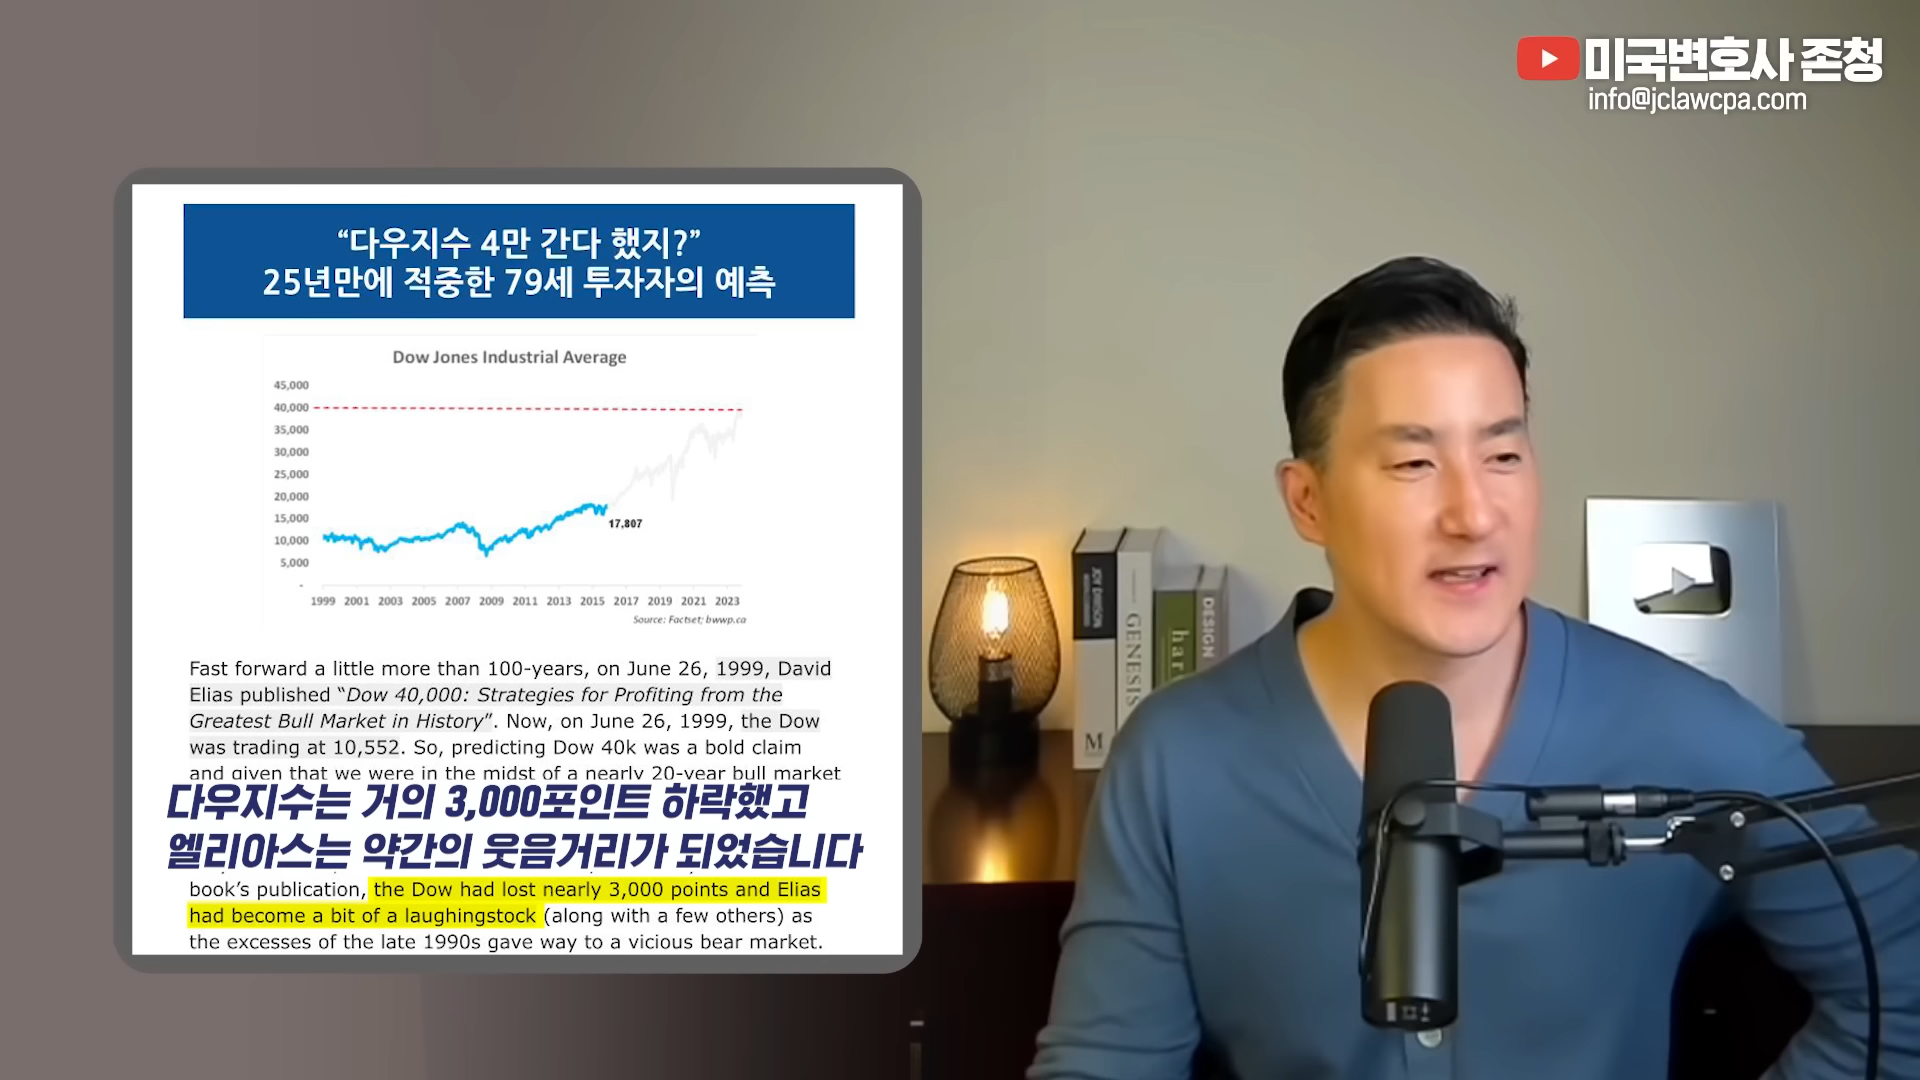 미국변호사 존청
info@jclawcpa.com
“다우지수 4만 간다 했지?”
25년만에 적중한 79세 투자자의 예측
Dow Jones Industrial Average
45,000
40,000
35,000
30,000
25,000
20,000
15,000
10,000
5,000
-
17,807
1999 2001 2003 2005 2007 2009 2011 2013 2015 2017 2019 2021 2023
Source: Factset; bwwp.ca
Fast forward a little more than 100-years, on June 26, 1999, David
Elias published “Dow 40,000: Strategies for Profiting from the
Greatest Bull Market in History”. Now, on June 26, 1999, the Dow
was trading at 10,552. So, predicting Dow 40k was a bold claim
and given that we were in the midst of a nearly 20-year bull market
다우지수는 거의 3,000포인트 하락했고
엘리아스는 약간의 웃음거리가 되었습니다
book’s publication, the Dow had lost nearly 3,000 points and Elias
had become a bit of a laughingstock (along with a few others) as
the excesses of the late 1990s gave way to a vicious bear market.
GENESIS
M
DESIGN